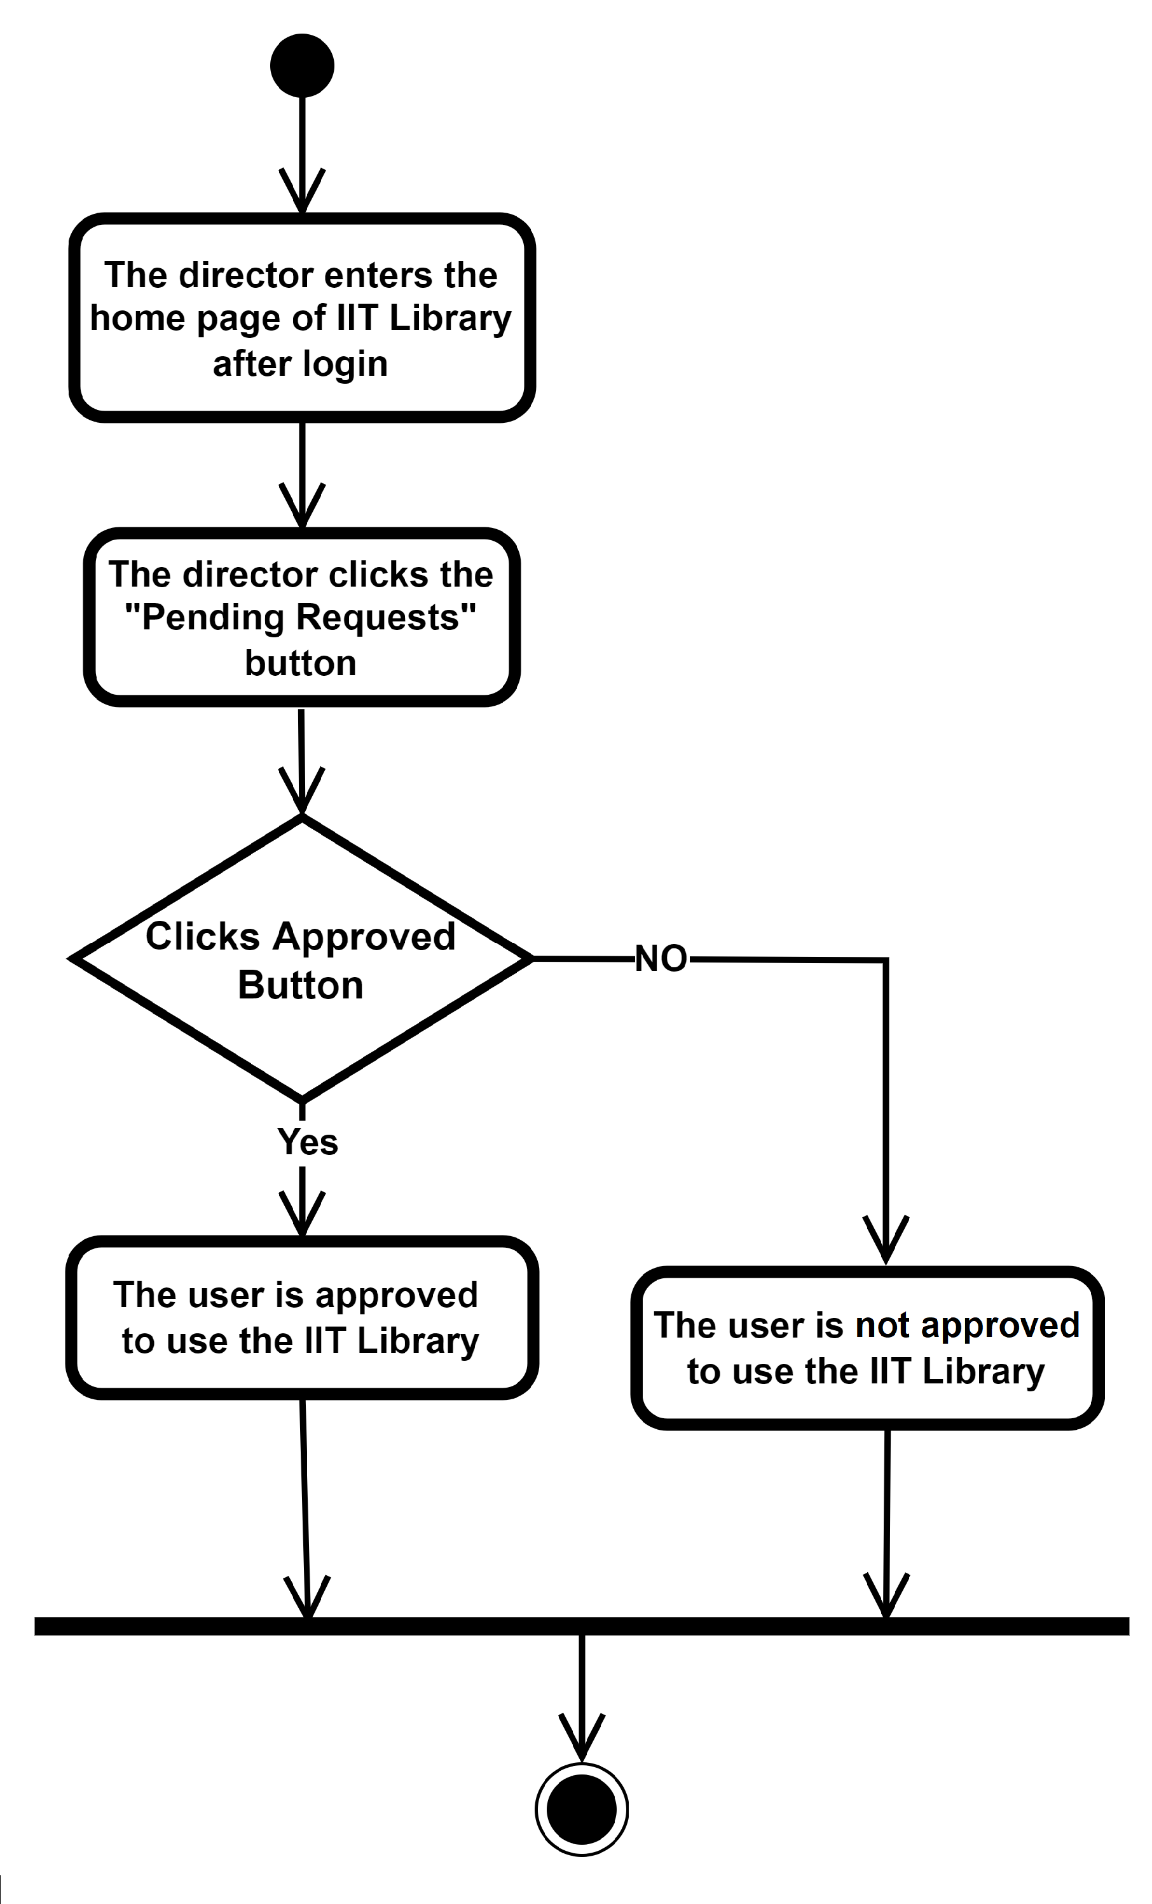 The director enters the
home page of IIT Library
after login
The director clicks the
"Pending Requests"
button
Clicks Approved
Button
NO
Yes
The user is approved
to use the IIT Library
The user is not approved
to use the IIT Library